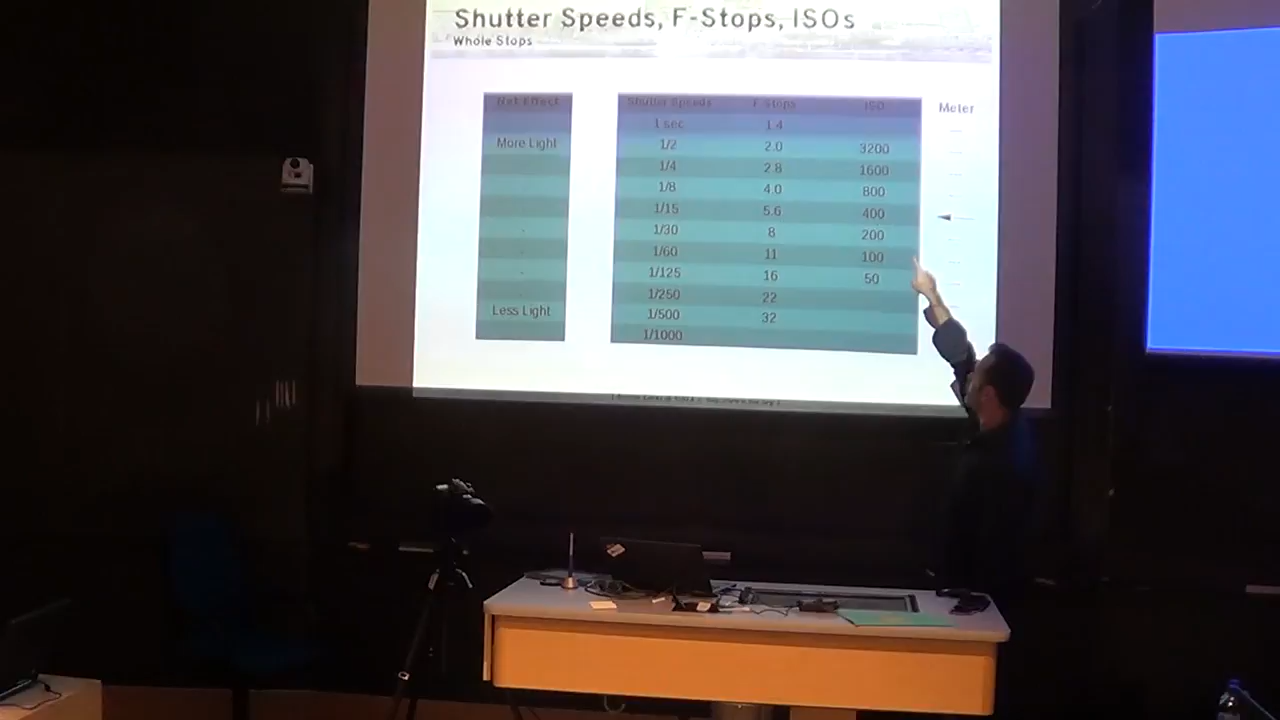 Shutter Speeds, F-Stops, ISOs
Whole Stops
Net Effect Shutter Speeds F Stops ISO Meter
1 sec 1.4
More Light 1/2 2.0 3200
1/4 2.8 1600
1/8 4.0 800
1/15 5.6 400
1/30 8 200
1/60 11 100
1/125 16 50
1/250 22
Less Light 1/500 32
1/1000